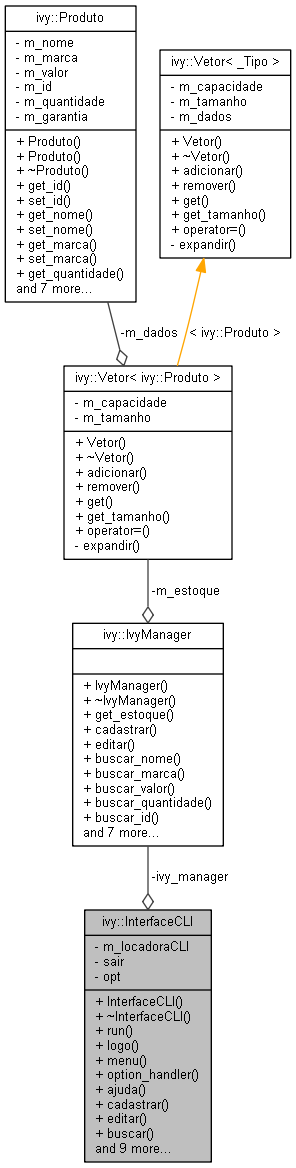 ivy::Produto
- m_nome
- m_marca
- m_valor
- m_id
- m_quantidade
- m_garantia
+ Produto()
+ Produto()
+ ~Produto()
+ get_id()
+ set_id()
+ get_nome()
+ set_nome()
+ get_marca()
+ set_marca()
+ get_quantidade()
and 7 more...
ivy::Vetor< _Tipo >
- m_capacidade
- m_tamanho
- m_dados
+ Vetor()
+ ~Vetor()
+ adicionar()
+ remover()
+ get()
+ get_tamanho()
+ operator=()
- expandir()
-m_dados
< ivy::Produto >
ivy::Vetor< ivy::Produto >
- m_capacidade
- m_tamanho
+ Vetor()
+ ~Vetor()
+ adicionar()
+ remover()
+ get()
+ get_tamanho()
+ operator=()
- expandir()
-m_estoque
ivy::IvyManager
+ IvyManager()
+ ~IvyManager()
+ get_estoque()
+ cadastrar()
+ editar()
+ buscar_nome()
+ buscar_marca()
+ buscar_valor()
+ buscar_quantidade()
+ buscar_id()
and 7 more...
-ivy_manager
ivy::InterfaceCLI
- m_locadoraCLI
- sair
- opt
+ InterfaceCLI()
+ ~InterfaceCLI()
+ run()
+ logo()
+ menu()
+ option_handler()
+ ajuda()
+ cadastrar()
+ editar()
+ buscar()
and 9 more...